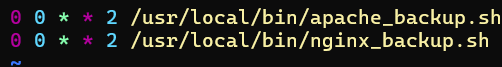 0 0 * * 2 /usr/local/bin/apache_backup.sh
0 0 * * 2 /usr/local/bin/nginx_backup.sh
~